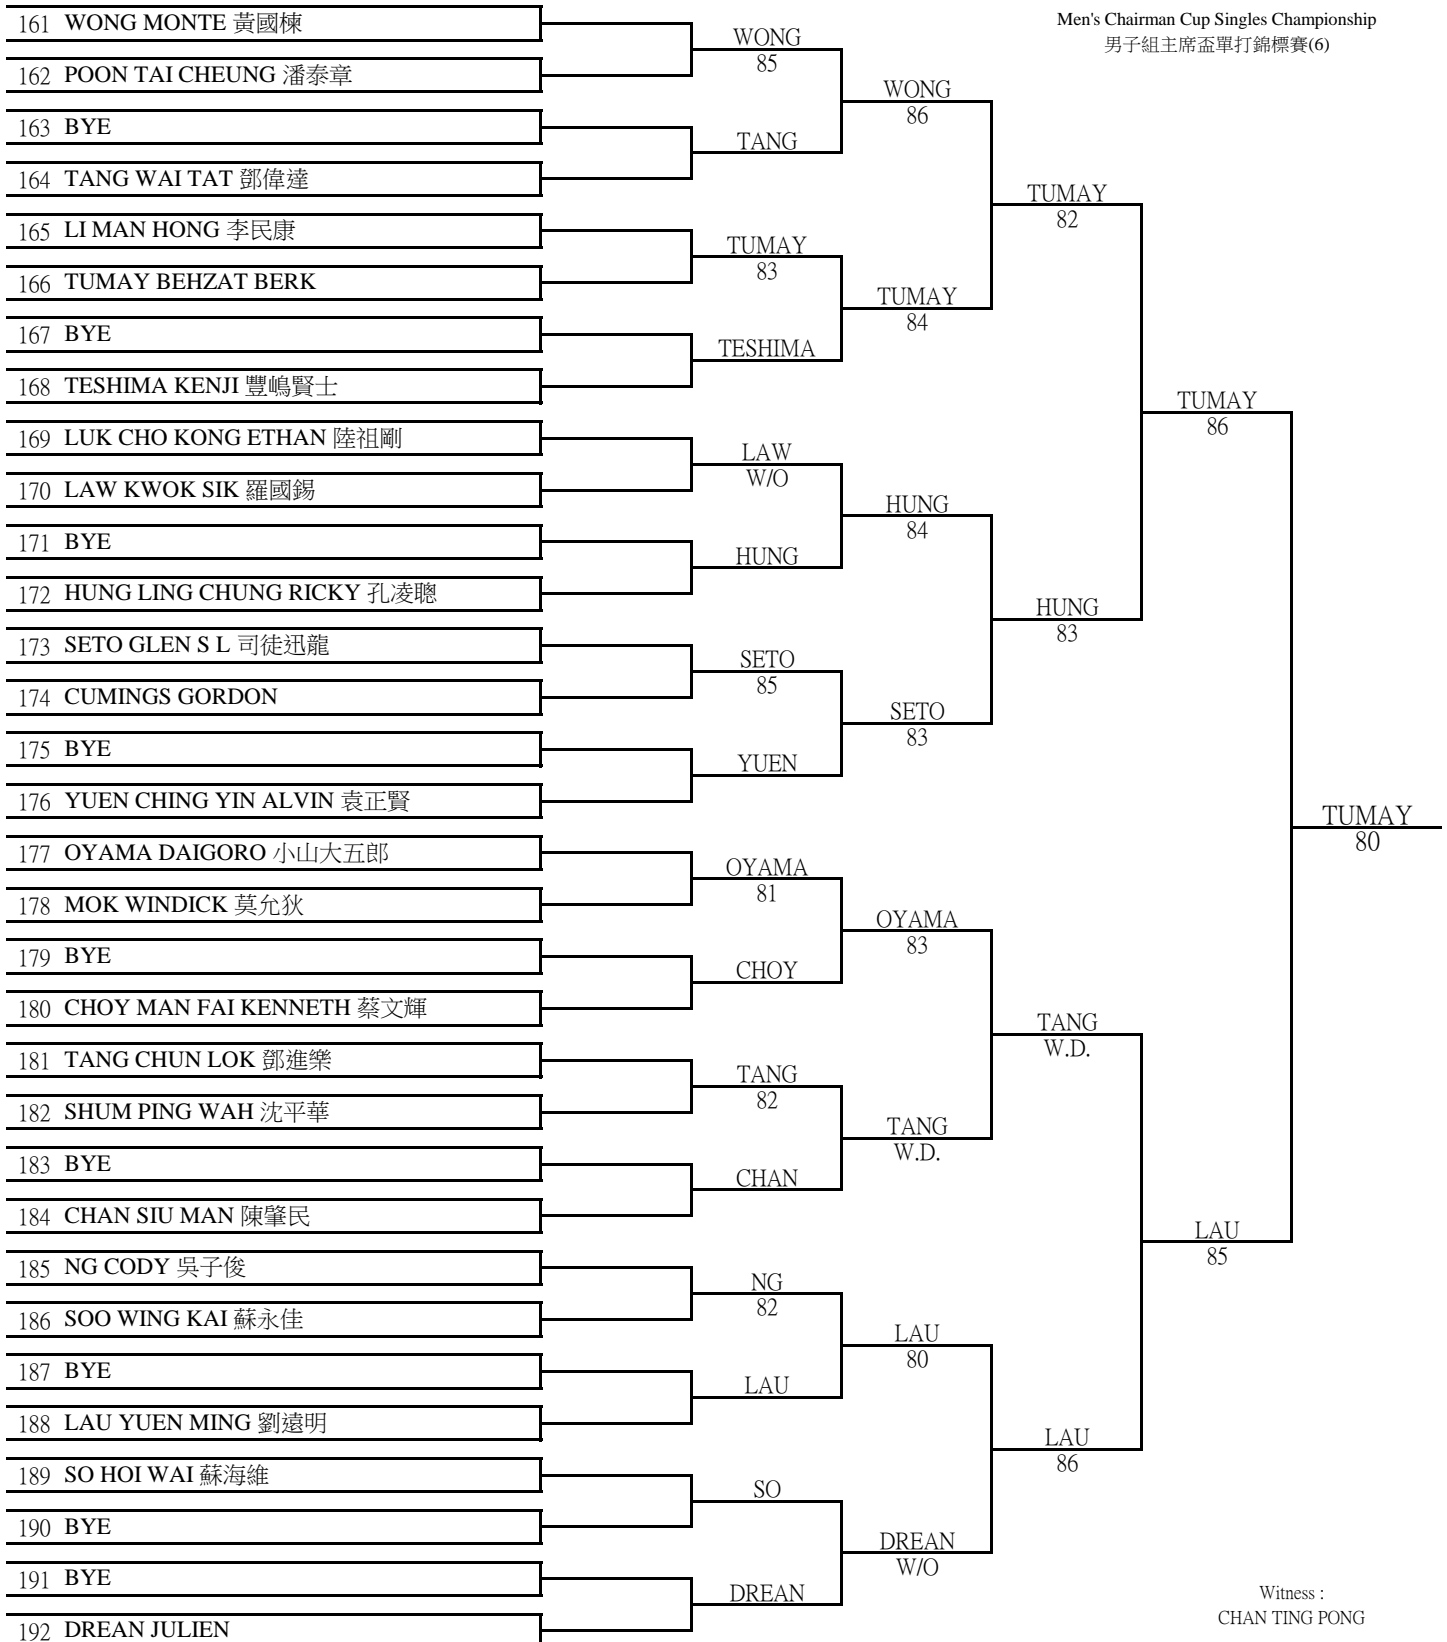 Men's Chairman Cup Singles Championship
男子組主席盃單打錦標賽(6)
161 WONG MONTE 黃國棟
162 POON TAI CHEUNG 潘泰章
163 BYE
164 TANG WAI TAT 鄧偉達
165 LI MAN HONG 李民康
166 TUMAY BEHZAT BERK
167 BYE
168 TESHIMA KENJI 豐嶋賢士
169 LUK CHO KONG ETHAN 陸祖剛
170 LAW KWOK SIK 羅國錫
171 BYE
172 HUNG LING CHUNG RICKY 孔凌聰
173 SETO GLEN S L 司徒迅龍
174 CUMINGS GORDON
175 BYE
176 YUEN CHING YIN ALVIN 袁正賢
177 OYAMA DAIGORO 小山大五郎
178 MOK WINDICK 莫允狄
179 BYE
180 CHOY MAN FAI KENNETH 蔡文輝
181 TANG CHUN LOK 鄧進樂
182 SHUM PING WAH 沈平華
183 BYE
184 CHAN SIU MAN 陳肇民
185 NG CODY 吳子俊
186 SOO WING KAI 蘇永佳
187 BYE
188 LAU YUEN MING 劉遠明
189 SO HOI WAI 蘇海維
190 BYE
191 BYE
192 DREAN JULIEN
WONG
85
TANG
TUMAY
83
TESHIMA
LAW
W/O
HUNG
SETO
85
YUEN
OYAMA
81
CHOY
TANG
82
CHAN
NG
82
LAU
SO
DREAN
WONG
86
TUMAY
84
HUNG
84
SETO
83
OYAMA
83
TANG
W.D.
LAU
80
DREAN
W/O
TUMAY
82
HUNG
83
TANG
W.D.
LAU
86
TUMAY
86
LAU
85
TUMAY
80
Witness :
CHAN TING PONG